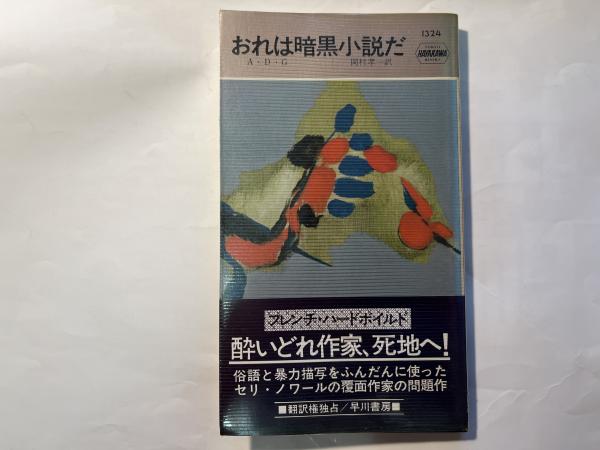 おれは暗黒小説だ
A・D・G 岡村孝一訳
1324
HAYAKAWA
フレンチ・ハードボイルド
酔いどれ作家、死地へ!
俗語と暴力描写をふんだんに使った
セリ・ノワールの覆面作家の問題作
■翻訳権独占/早川書房■